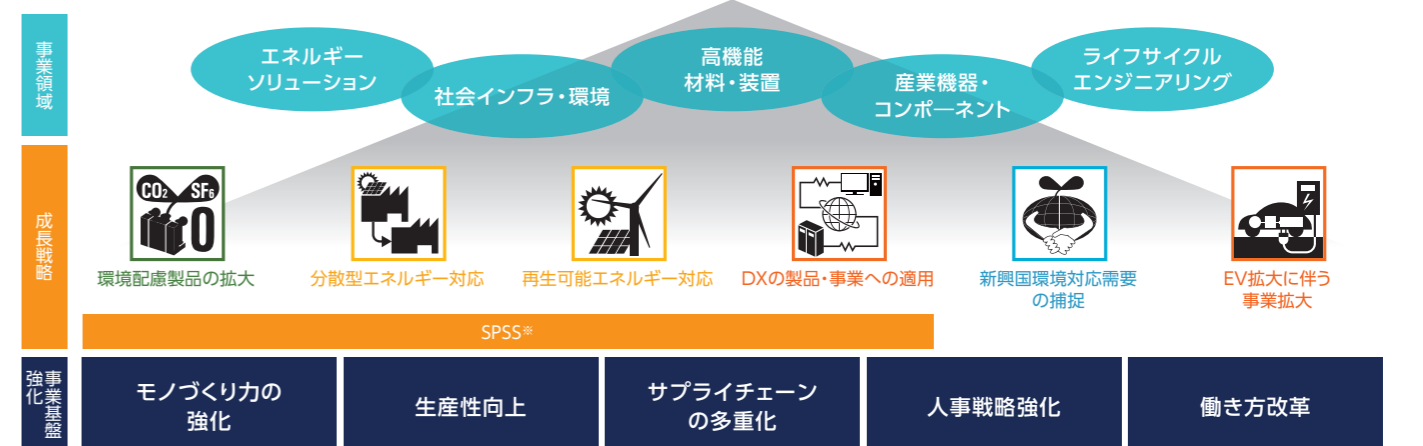 事業領域
エネルギー
ソリューション
社会インフラ・環境
高機能
材料・装置
産業機器・
コンポーネント
ライフサイクル
エンジニアリング
成長戦略
CO₂ SF₆
0
環境配慮製品の拡大
分散型エネルギー対応
再生可能エネルギー対応
DXの製品・事業への適用
新興国環境対応需要
の捕捉
EV拡大に伴う
事業拡大
SPSS※
事業基盤
強化
モノづくり力の
強化
生産性向上
サプライチェーン
の多重化
人事戦略強化
働き方改革